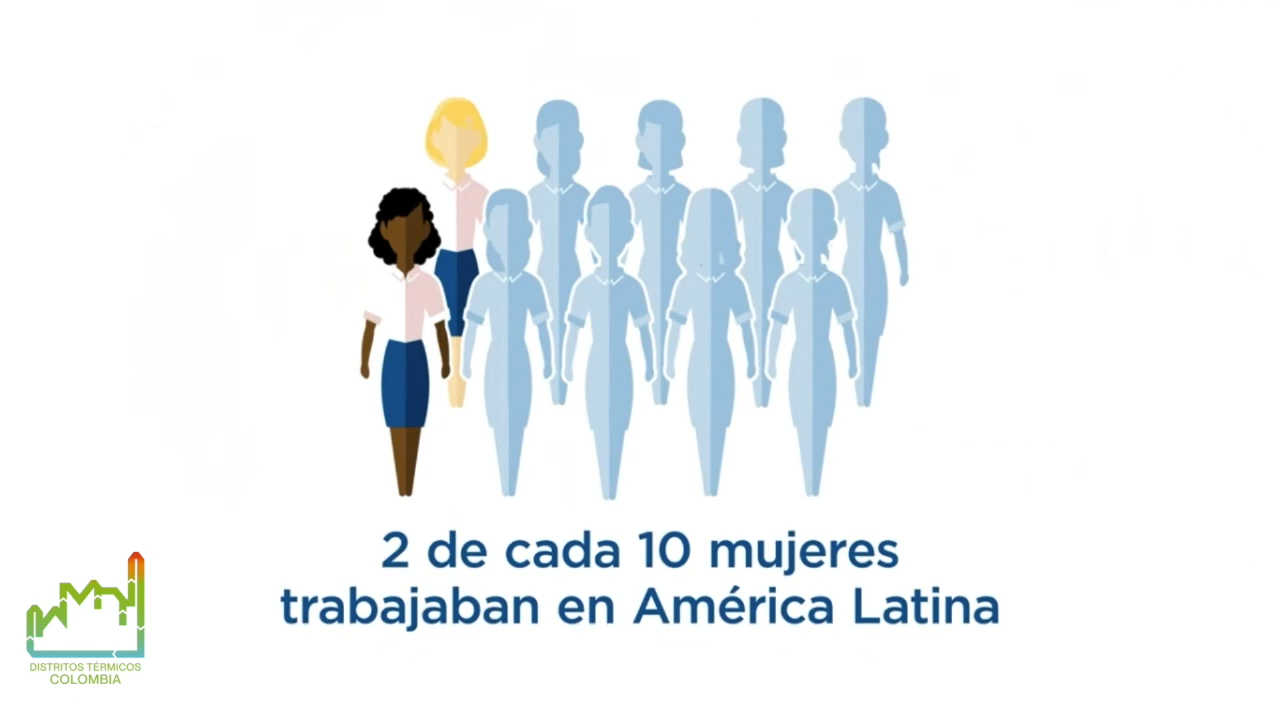 2 de cada 10 mujeres
trabajaban en América Latina
DISTRITOS TÉRMICOS
COLOMBIA